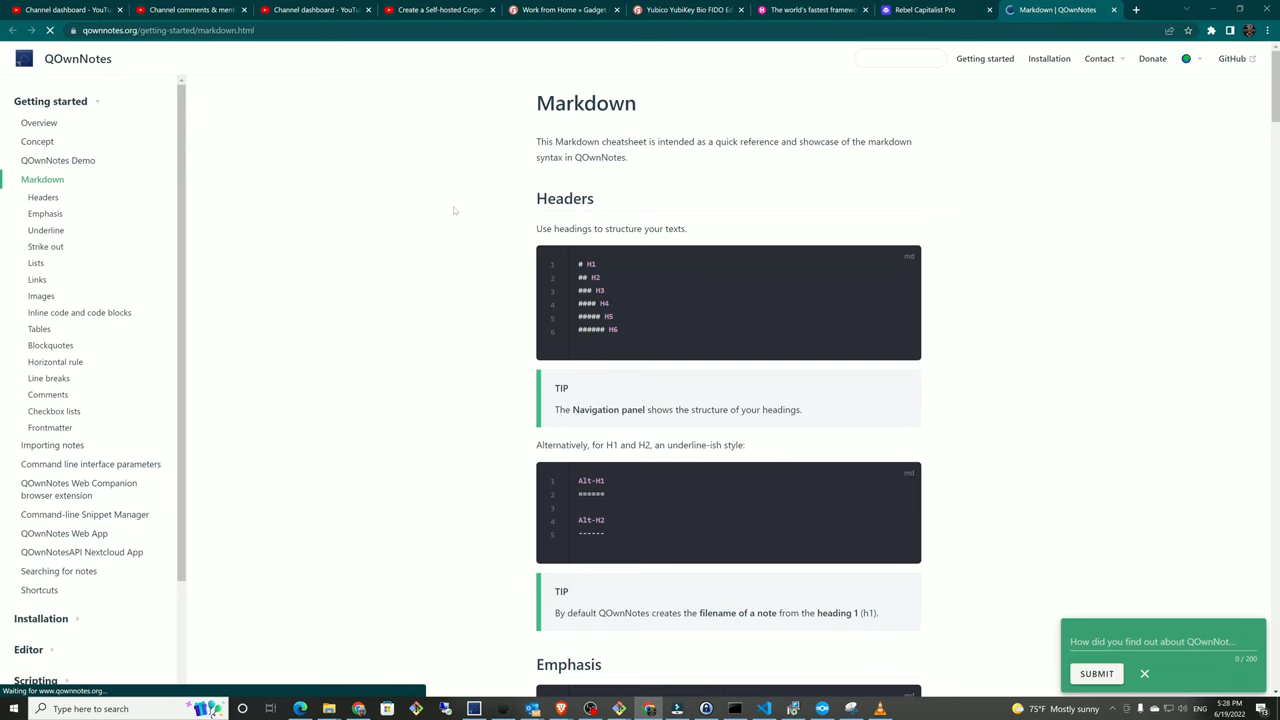 Channel dashboard - YouTu
Channel comments & menti
Channel dashboard - YouTu
Create a Self-hosted Corpo
Work from Home + Gadget
Yubico YubiKey Bio FIDO Ed
The world's fastest framewo
Rebel Capitalist Pro
Markdown | QOwnNotes
qownnotes.org/getting-started/markdown.html
QOwnNotes
Getting started
Installation
Contact
Donate
GitHub
Getting started
Overview
Concept
QOwnNotes Demo
Markdown
Headers
Emphasis
Underline
Strike out
Lists
Links
Images
Inline code and code blocks
Tables
Blockquotes
Horizontal rule
Line breaks
Comments
Checkbox lists
Frontmatter
Importing notes
Command line interface parameters
QOwnNotes Web Companion
browser extension
Command-line Snippet Manager
QOwnNotes Web App
QOwnNotesAPI Nextcloud App
Searching for notes
Shortcuts
Installation
Editor
Scripting
Markdown
This Markdown cheatsheet is intended as a quick reference and showcase of the markdown
syntax in QOwnNotes.
Headers
Use headings to structure your texts.
md
1 # H1
2 ## H2
3 ### H3
4 #### H4
5 ##### H5
6 ###### H6
TIP
The Navigation panel shows the structure of your headings.
Alternatively, for H1 and H2, an underline-ish style:
md
1 Alt-H1
2 ======
3
4 Alt-H2
5 ------
TIP
By default QOwnNotes creates the filename of a note from the heading 1 (h1).
Emphasis
md
How did you find out about QOwnNot...
0 / 200
SUBMIT
Waiting for www.qownnotes.org...
Type here to search
75°F Mostly sunny
ENG
5:28 PM
6/19/2022